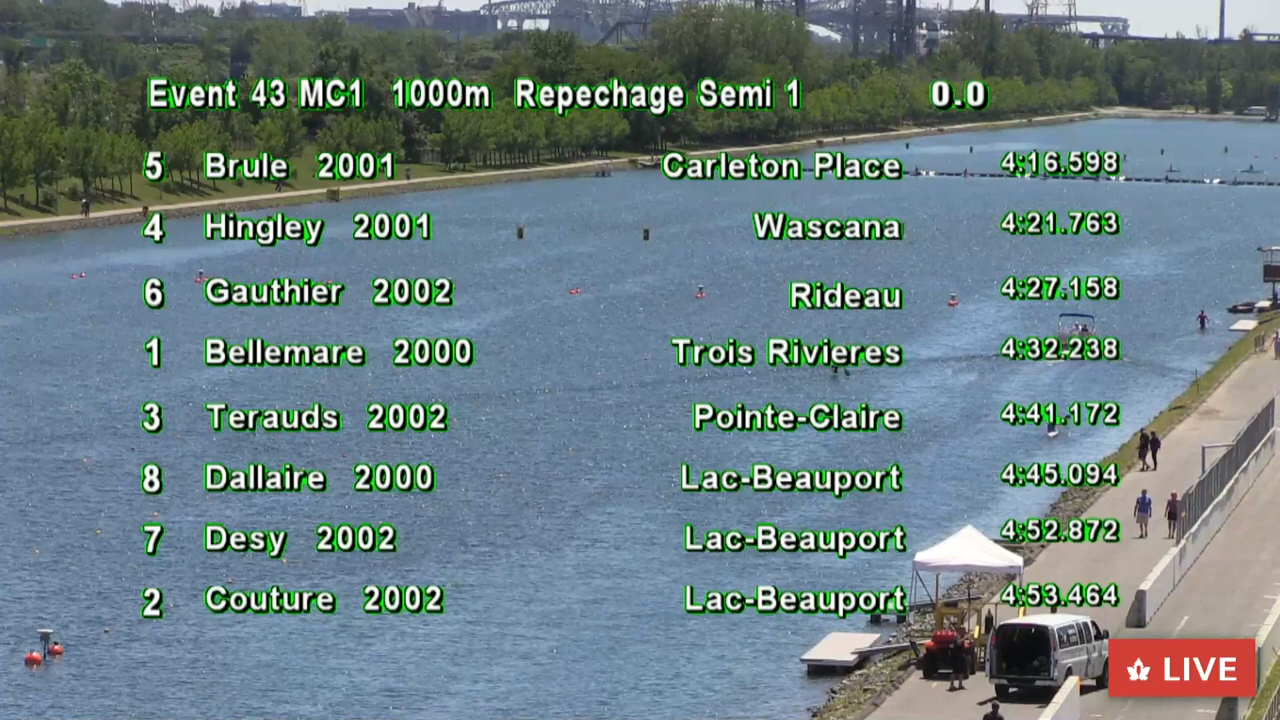 Event 43 MC1 1000m Repechage Semi 1 0.0
5 Brule 2001 Carleton Place 4:16.598
4 Hingley 2001 Wascana 4:21.763
6 Gauthier 2002 Rideau 4:27.158
1 Bellemare 2000 Trois Rivieres 4:32.238
3 Terauds 2002 Pointe-Claire 4:41.172
8 Dallaire 2000 Lac-Beauport 4:45.094
7 Desy 2002 Lac-Beauport 4:52.872
2 Couture 2002 Lac-Beauport 4:53.464
LIVE